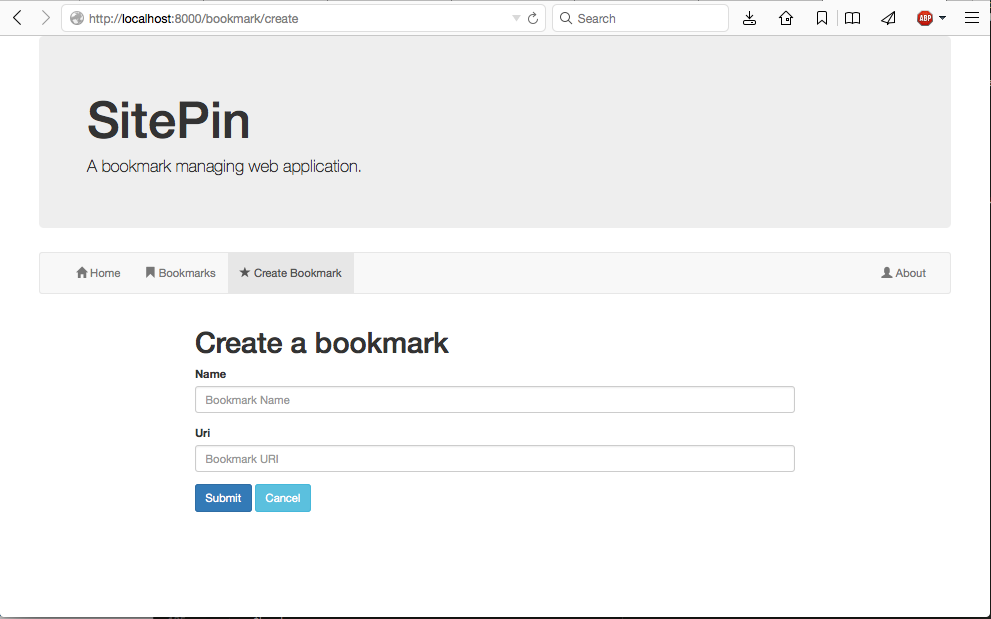 http://localhost:8000/bookmark/create
Search
ABP
SitePin
A bookmark managing web application.
Home Bookmarks Create Bookmark About
Create a bookmark
Name
Bookmark Name
Uri
Bookmark URI
Submit Cancel